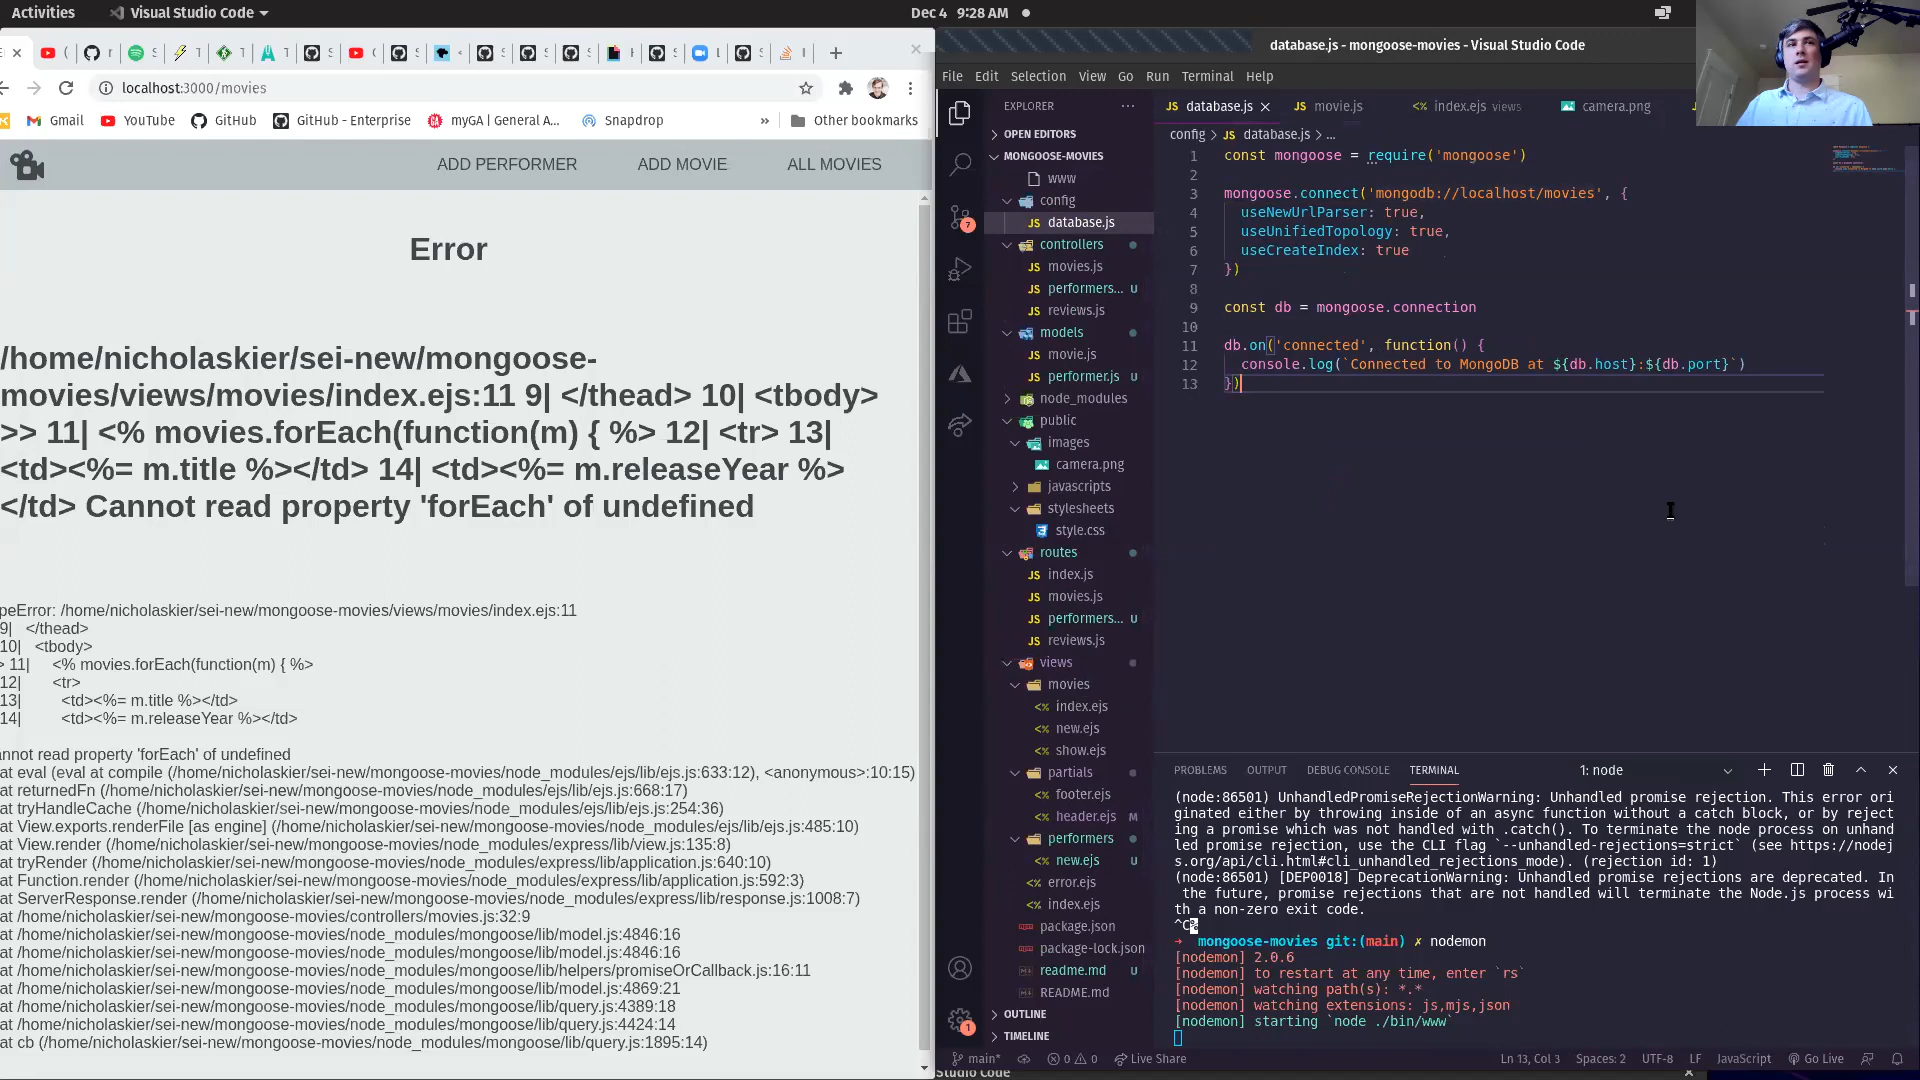 Activities
Visual Studio Code
Dec 4 9:28 AM
database.js - mongoose-movies - Visual Studio Code
localhost:3000/movies
Gmail
YouTube
GitHub
GitHub - Enterprise
myGA | General A...
Snapdrop
»
Other bookmarks
ADD PERFORMER
ADD MOVIE
ALL MOVIES
Error
/home/nicholaskier/sei-new/mongoose-
movies/views/movies/index.ejs:11 9| </thead> 10| <tbody>
>> 11| <% movies.forEach(function(m) { %> 12| <tr> 13|
<td><%= m.title %></td> 14| <td><%= m.releaseYear %>
</td> Cannot read property 'forEach' of undefined
peError: /home/nicholaskier/sei-new/mongoose-movies/views/movies/index.ejs:11
9| </thead>
10| <tbody>
> 11| <% movies.forEach(function(m) { %>
12| <tr>
13| <td><%= m.title %></td>
14| <td><%= m.releaseYear %></td>
nnot read property 'forEach' of undefined
at eval (eval at compile (/home/nicholaskier/sei-new/mongoose-movies/node_modules/ejs/lib/ejs.js:633:12), <anonymous>:10:15)
at returnedFn (/home/nicholaskier/sei-new/mongoose-movies/node_modules/ejs/lib/ejs.js:668:17)
at tryHandleCache (/home/nicholaskier/sei-new/mongoose-movies/node_modules/ejs/lib/ejs.js:254:36)
at View.exports.renderFile [as engine] (/home/nicholaskier/sei-new/mongoose-movies/node_modules/ejs/lib/ejs.js:485:10)
at View.render (/home/nicholaskier/sei-new/mongoose-movies/node_modules/express/lib/view.js:135:8)
at tryRender (/home/nicholaskier/sei-new/mongoose-movies/node_modules/express/lib/application.js:640:10)
at Function.render (/home/nicholaskier/sei-new/mongoose-movies/node_modules/express/lib/application.js:592:3)
at ServerResponse.render (/home/nicholaskier/sei-new/mongoose-movies/node_modules/express/lib/response.js:1008:7)
at /home/nicholaskier/sei-new/mongoose-movies/controllers/movies.js:32:9
at /home/nicholaskier/sei-new/mongoose-movies/node_modules/mongoose/lib/model.js:4846:16
at /home/nicholaskier/sei-new/mongoose-movies/node_modules/mongoose/lib/model.js:4846:16
at /home/nicholaskier/sei-new/mongoose-movies/node_modules/mongoose/lib/helpers/promiseOrCallback.js:16:11
at /home/nicholaskier/sei-new/mongoose-movies/node_modules/mongoose/lib/model.js:4869:21
at /home/nicholaskier/sei-new/mongoose-movies/node_modules/mongoose/lib/query.js:4389:18
at /home/nicholaskier/sei-new/mongoose-movies/node_modules/mongoose/lib/query.js:4424:14
at cb (/home/nicholaskier/sei-new/mongoose-movies/node_modules/mongoose/lib/query.js:1895:14)
File Edit Selection View Go Run Terminal Help
EXPLORER
OPEN EDITORS
MONGOOSE-MOVIES
www
config
JS database.js
controllers
JS movies.js
JS performers... U
JS reviews.js
models
JS movie.js
JS performer.js U
node_modules
public
images
camera.png
javascripts
stylesheets
style.css
routes
JS index.js
JS movies.js
JS performers... U
JS reviews.js
views
movies
<% index.ejs
<% new.ejs
<% show.ejs
partials
<% footer.ejs
<% header.ejs M
performers
<% new.ejs U
<% error.ejs
<% index.ejs
package.json
package-lock.json
readme.md U
README.md
OUTLINE
TIMELINE
7
1
JS database.js
JS movie.js
<% index.ejs views
camera.png
config > JS database.js > ...
1 const mongoose = require('mongoose')
2
3 mongoose.connect('mongodb://localhost/movies', {
4 useNewUrlParser: true,
5 useUnifiedTopology: true,
6 useCreateIndex: true
7 })
8
9 const db = mongoose.connection
10
11 db.on('connected', function() {
12 console.log(`Connected to MongoDB at ${db.host}:${db.port}`)
13 })
PROBLEMS OUTPUT DEBUG CONSOLE TERMINAL
1: node
(node:86501) UnhandledPromiseRejectionWarning: Unhandled promise rejection. This error ori
ginated either by throwing inside of an async function without a catch block, or by reject
ing a promise which was not handled with .catch(). To terminate the node process on unhand
led promise rejection, use the CLI flag `--unhandled-rejections=strict` (see https://nodej
s.org/api/cli.html#cli_unhandled_rejections_mode). (rejection id: 1)
(node:86501) [DEP0018] DeprecationWarning: Unhandled promise rejections are deprecated. In
the future, promise rejections that are not handled will terminate the Node.js process wi
th a non-zero exit code.
^C%
→ mongoose-movies git:(main) ✗ nodemon
[nodemon] 2.0.6
[nodemon] to restart at any time, enter `rs`
[nodemon] watching path(s): *.*
[nodemon] watching extensions: js,mjs,json
[nodemon] starting `node ./bin/www`
main*
0
0
Live Share
Ln 13, Col 3
Spaces: 2
UTF-8
LF
JavaScript
Go Live
Studio Code